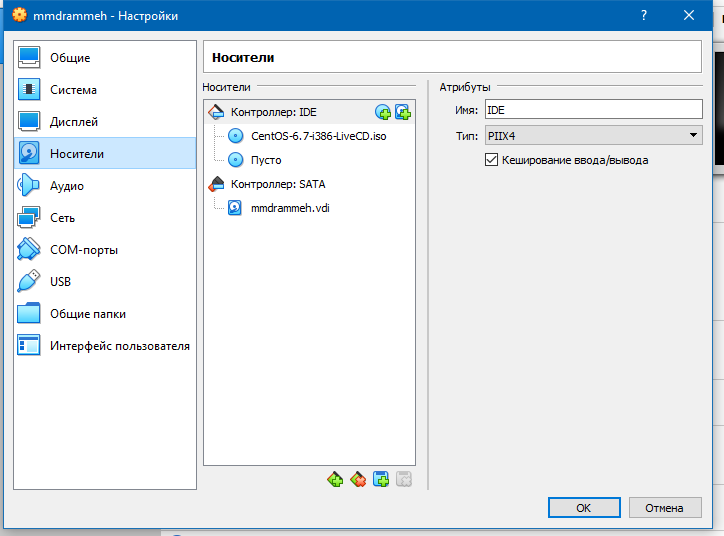 mmdrammeh - Настройки
?
Общие
Система
Дисплей
Носители
Аудио
Сеть
COM-порты
USB
Общие папки
Интерфейс пользователя
Носители
Носители
Контроллер: IDE
CentOS-6.7-i386-LiveCD.iso
Пусто
Контроллер: SATA
mmdrammeh.vdi
Атрибуты
Имя: IDE
Тип: PIIX4
Кеширование ввода/вывода
OK
Отмена